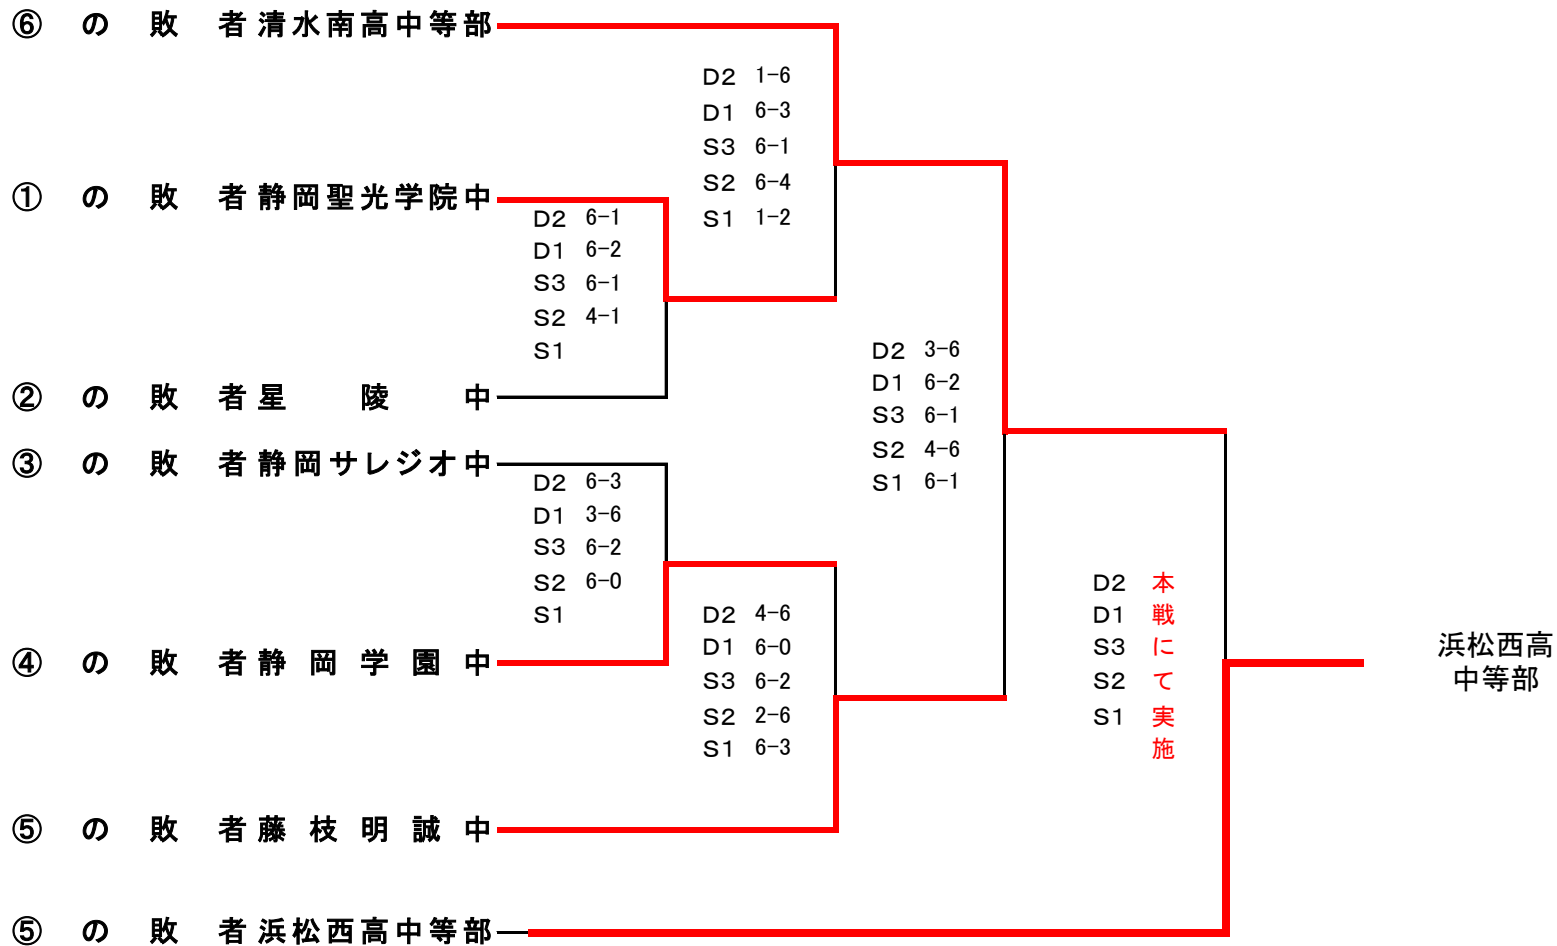 ⑥の敗者清水南高中等部
D2 1-6
D1 6-3
S3 6-1
S2 6-4
S1 1-2
①の敗者静岡聖光学院中
D2 6-1
D1 6-2
S3 6-1
S2 4-1
S1
②の敗者星陵中
D2 3-6
D1 6-2
S3 6-1
S2 4-6
S1 6-1
③の敗者静岡サレジオ中
D2 6-3
D1 3-6
S3 6-2
S2 6-0
S1
④の敗者静岡学園中
D2 4-6
D1 6-0
S3 6-2
S2 2-6
S1 6-3
D2
D1
S3
S2
S1
本戦にて実施
浜松西高
中等部
⑤の敗者藤枝明誠中
⑤の敗者浜松西高中等部